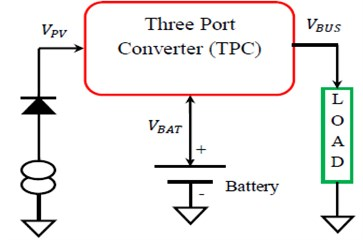 Three Port
Converter (TPC)
V_PV
V_BUS
V_BAT
+
-
Battery
L
O
A
D